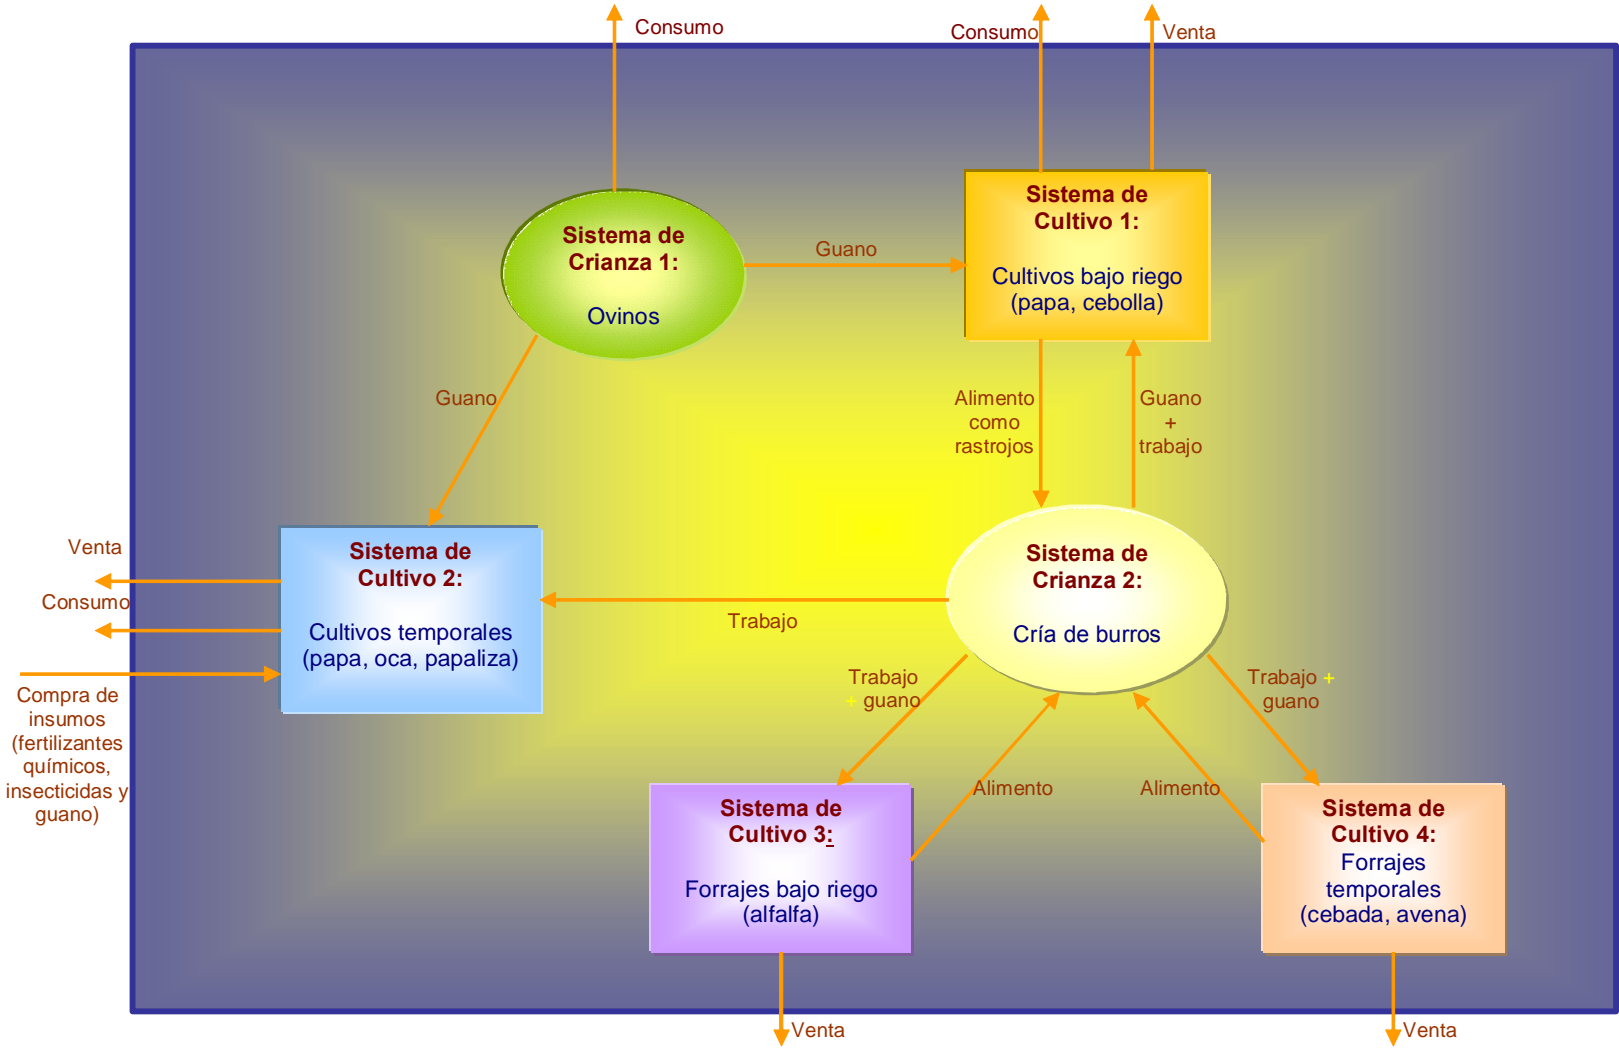 Consumo
Consumo
Venta
Sistema de
Crianza 1:
Ovinos
Guano
Sistema de
Cultivo 1:
Cultivos bajo riego
(papa, cebolla)
Guano
Alimento
como
rastrojos
Guano
+
trabajo
Venta
Consumo
Compra de
insumos
(fertilizantes
químicos,
insecticidas y
guano)
Sistema de
Cultivo 2:
Cultivos temporales
(papa, oca, papaliza)
Trabajo
Sistema de
Crianza 2:
Cría de burros
Trabajo
+ guano
Trabajo +
guano
Alimento
Alimento
Sistema de
Cultivo 3:
Forrajes bajo riego
(alfalfa)
Sistema de
Cultivo 4:
Forrajes
temporales
(cebada, avena)
Venta
Venta